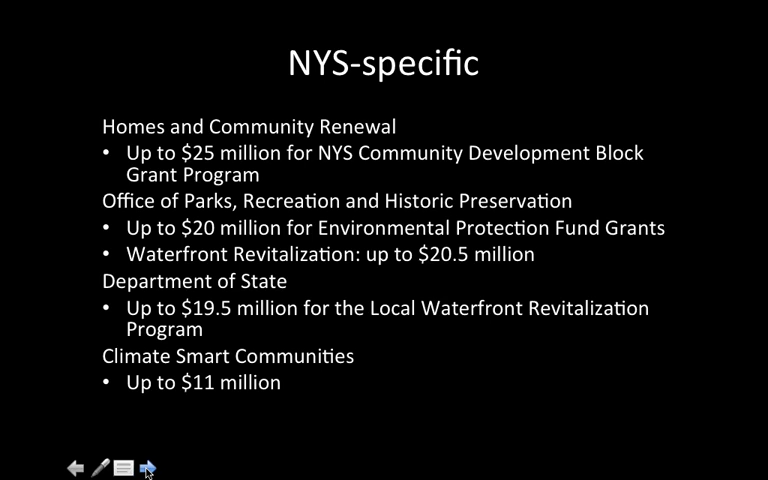 NYS-specific
Homes and Community Renewal
• Up to $25 million for NYS Community Development Block
Grant Program
Office of Parks, Recreation and Historic Preservation
• Up to $20 million for Environmental Protection Fund Grants
• Waterfront Revitalization: up to $20.5 million
Department of State
• Up to $19.5 million for the Local Waterfront Revitalization
Program
Climate Smart Communities
• Up to $11 million